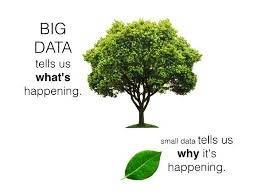 BIG
DATA
tells us
what's
happening.
small data tells us
why it's
happening.